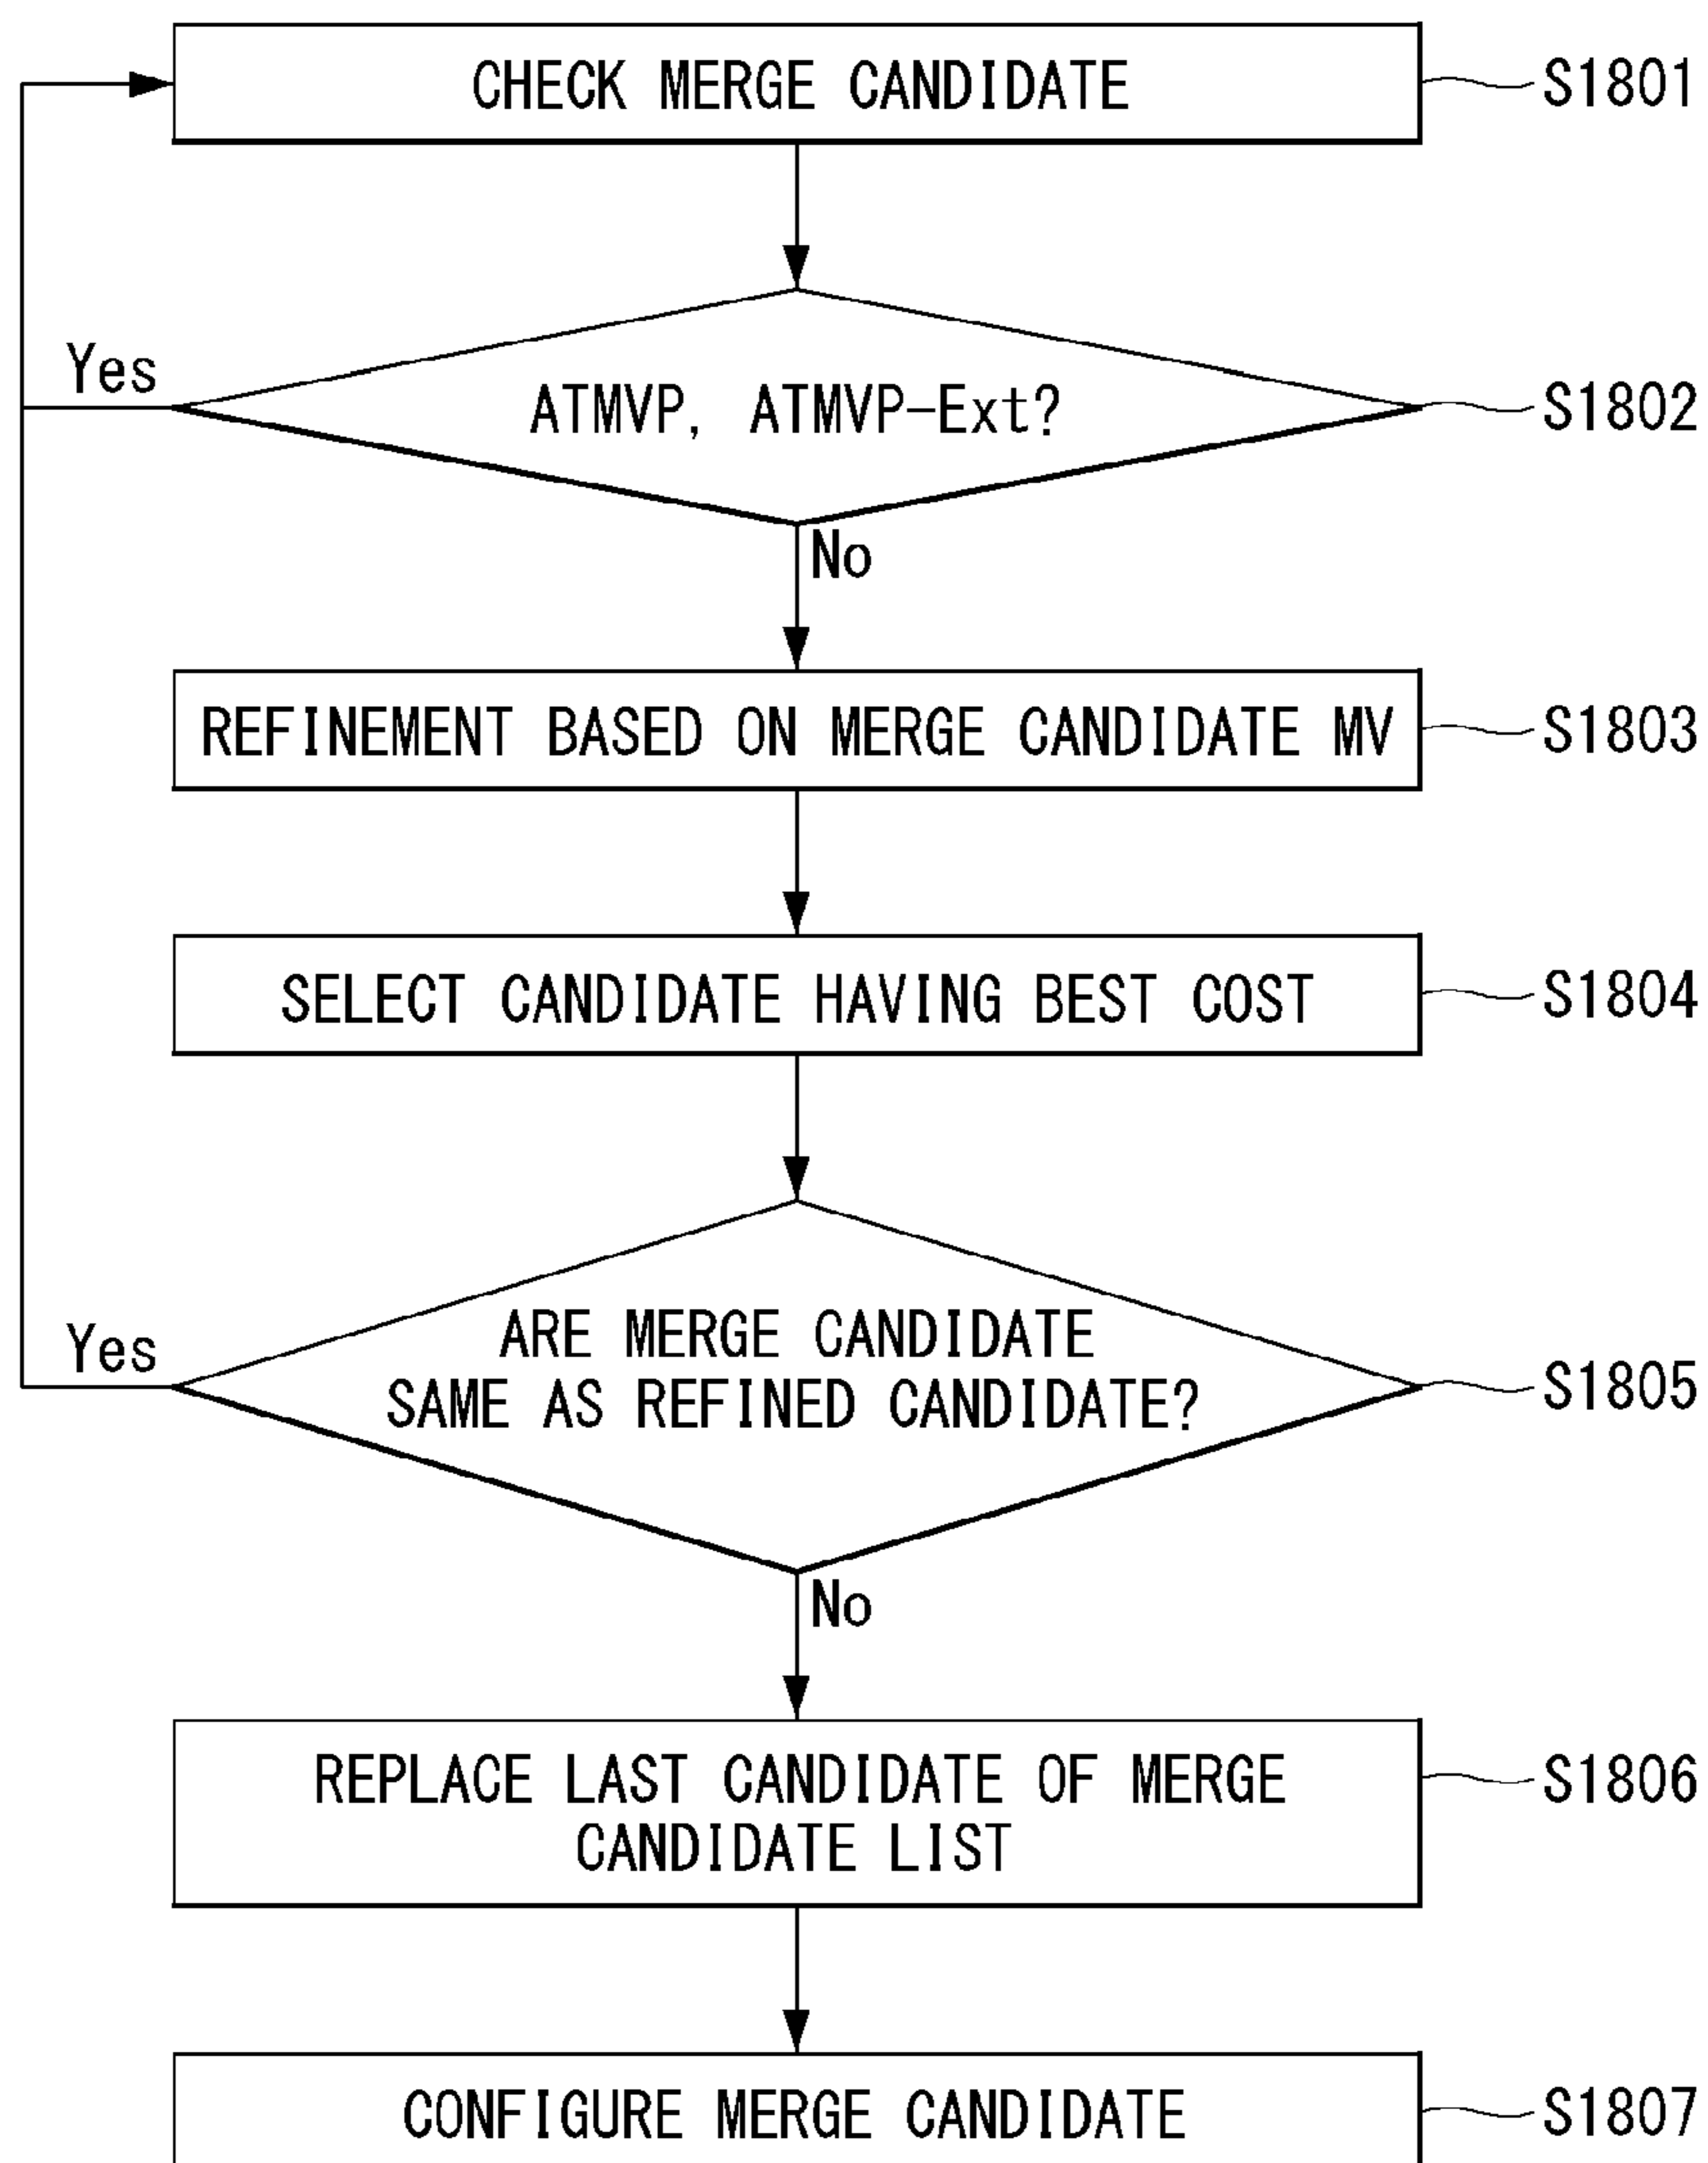 CHECK MERGE CANDIDATE
S1801
Yes
ATMVP, ATMVP-Ext?
S1802
No
REFINEMENT BASED ON MERGE CANDIDATE MV
S1803
SELECT CANDIDATE HAVING BEST COST
S1804
Yes
ARE MERGE CANDIDATE
SAME AS REFINED CANDIDATE?
S1805
No
REPLACE LAST CANDIDATE OF MERGE
CANDIDATE LIST
S1806
CONFIGURE MERGE CANDIDATE
S1807